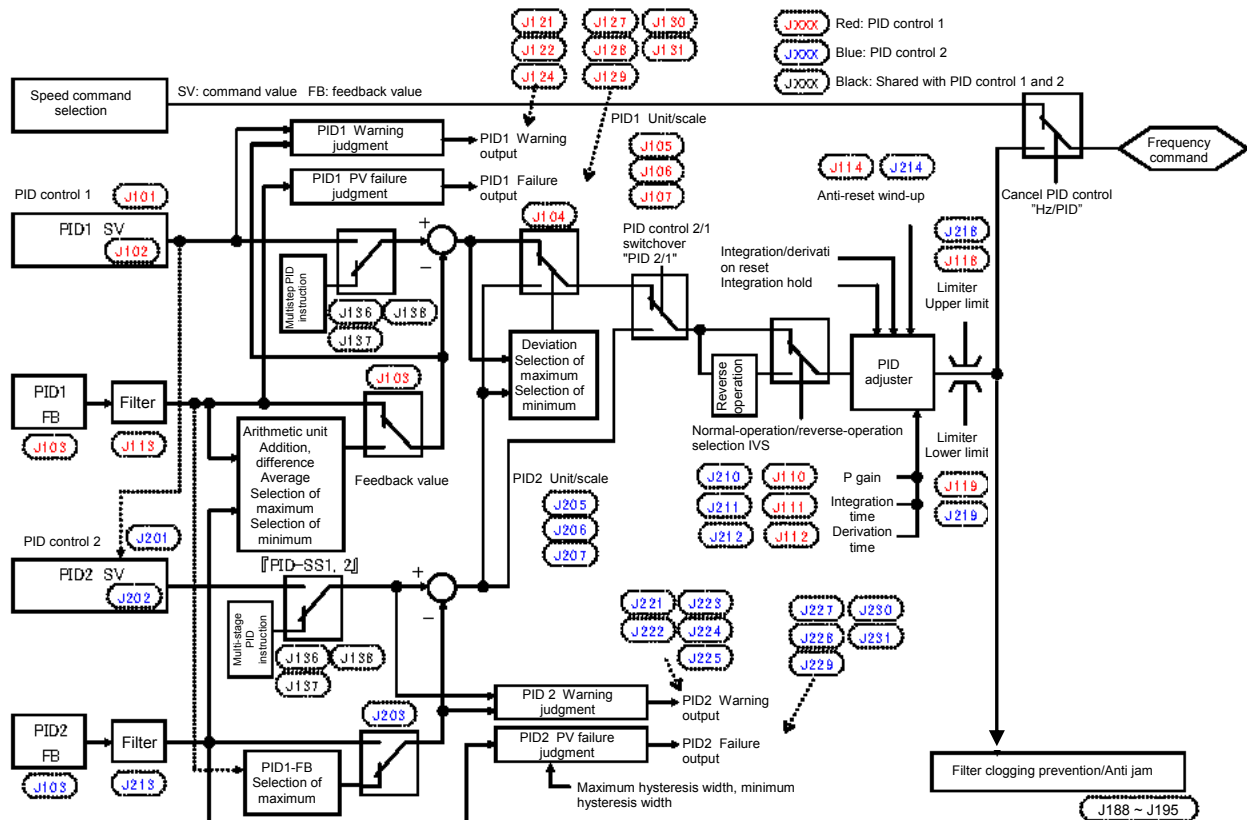 J121 J127 J130
J122 J128 J131
J124 J129
JXXX Red: PID control 1
JXXX Blue: PID control 2
JXXX Black: Shared with PID control 1 and 2
Speed command
selection
SV: command value FB: feedback value
PID1 Warning
judgment
PID1 Warning
output
PID1 PV failure
judgment
PID1 Failure
output
PID1 Unit/scale
J105
J106
J107
J114 J214
Anti-reset wind-up
Frequency
command
Cancel PID control
"Hz/PID"
PID control 1
J101
PID1 SV
J102
Multistep PID
instruction
J136 J138
J137
+
−
J104
PID control 2/1
switchover
"PID 2/1"
Integration/derivati
on reset
Integration hold
J218
J118
Limiter
Upper limit
Deviation
Selection of
maximum
Selection of
minimum
Reverse
operation
PID
adjuster
Normal-operation/reverse-operation
selection IVS
Limiter
Lower limit
J119
J219
PID1
FB
J103
Filter
J113
J103
Arithmetic unit
Addition,
difference
Average
Selection of
maximum
Selection of
minimum
Feedback value
PID2 Unit/scale
J205
J206
J207
J210 J110
J211 J111
J212 J112
P gain
Integration
time
Derivation
time
PID control 2
J201
PID2 SV
J202
『PID-SS1, 2』
Multi-stage
PID
instruction
J136 J138
J137
+
−
J221 J223
J222 J224
J225
J227 J230
J228 J231
J229
PID 2 Warning
judgment
PID2 Warning
output
PID2 PV failure
judgment
PID2 Failure
output
Maximum hysteresis width, minimum
hysteresis width
PID2
FB
J103
Filter
J213
J203
PID1-FB
Selection of
maximum
Filter clogging prevention/Anti jam
J188 ~ J195